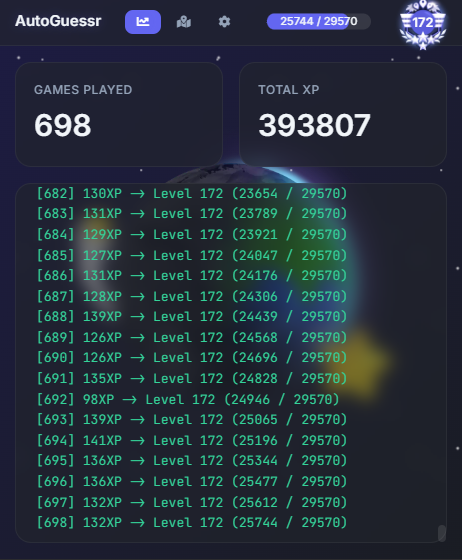 AutoGuessr
25744 / 29570
172
GAMES PLAYED
698
TOTAL XP
393807
[682] 130XP —> Level 172 (23654 / 29570)
[683] 131XP —> Level 172 (23789 / 29570)
[684] 129XP —> Level 172 (23921 / 29570)
[685] 127XP —> Level 172 (24047 / 29570)
[686] 131XP —> Level 172 (24176 / 29570)
[687] 128XP —> Level 172 (24306 / 29570)
[688] 139XP —> Level 172 (24439 / 29570)
[689] 126XP —> Level 172 (24568 / 29570)
[690] 126XP —> Level 172 (24696 / 29570)
[691] 135XP —> Level 172 (24828 / 29570)
[692] 98XP —> Level 172 (24946 / 29570)
[693] 139XP —> Level 172 (25065 / 29570)
[694] 141XP —> Level 172 (25196 / 29570)
[695] 136XP —> Level 172 (25344 / 29570)
[696] 136XP —> Level 172 (25477 / 29570)
[697] 132XP —> Level 172 (25612 / 29570)
[698] 132XP —> Level 172 (25744 / 29570)